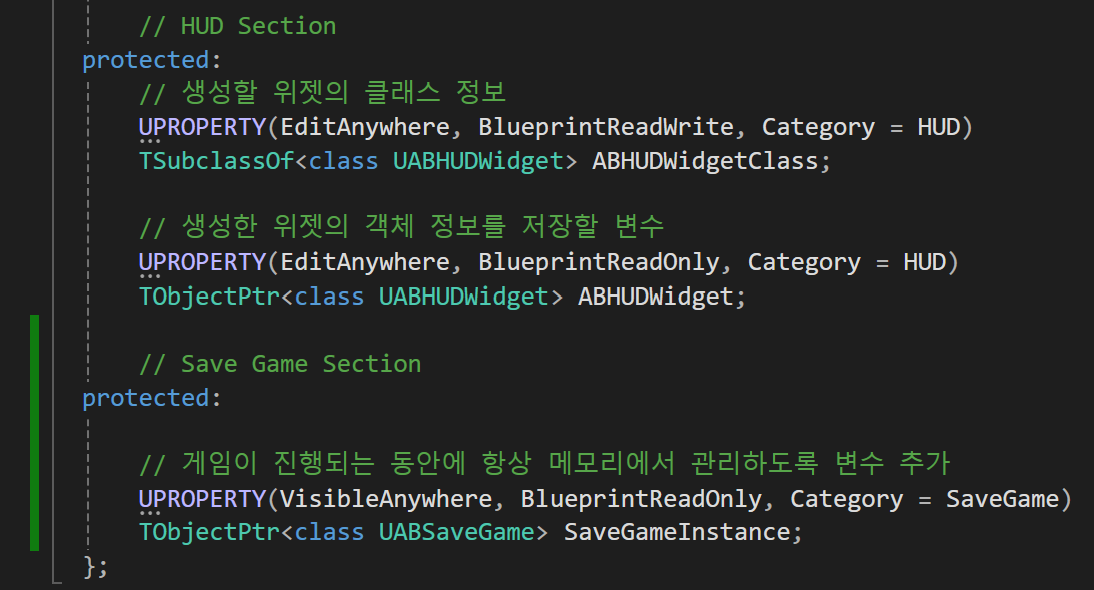 // HUD Section
protected:
// 생성할 위젯의 클래스 정보
UPROPERTY(EditAnywhere, BlueprintReadWrite, Category = HUD)
TSubclassOf<class UABHUDWidget> ABHUDWidgetClass;
// 생성한 위젯의 객체 정보를 저장할 변수
UPROPERTY(EditAnywhere, BlueprintReadOnly, Category = HUD)
TObjectPtr<class UABHUDWidget> ABHUDWidget;
// Save Game Section
protected:
// 게임이 진행되는 동안에 항상 메모리에서 관리하도록 변수 추가
UPROPERTY(VisibleAnywhere, BlueprintReadOnly, Category = SaveGame)
TObjectPtr<class UABSaveGame> SaveGameInstance;
};